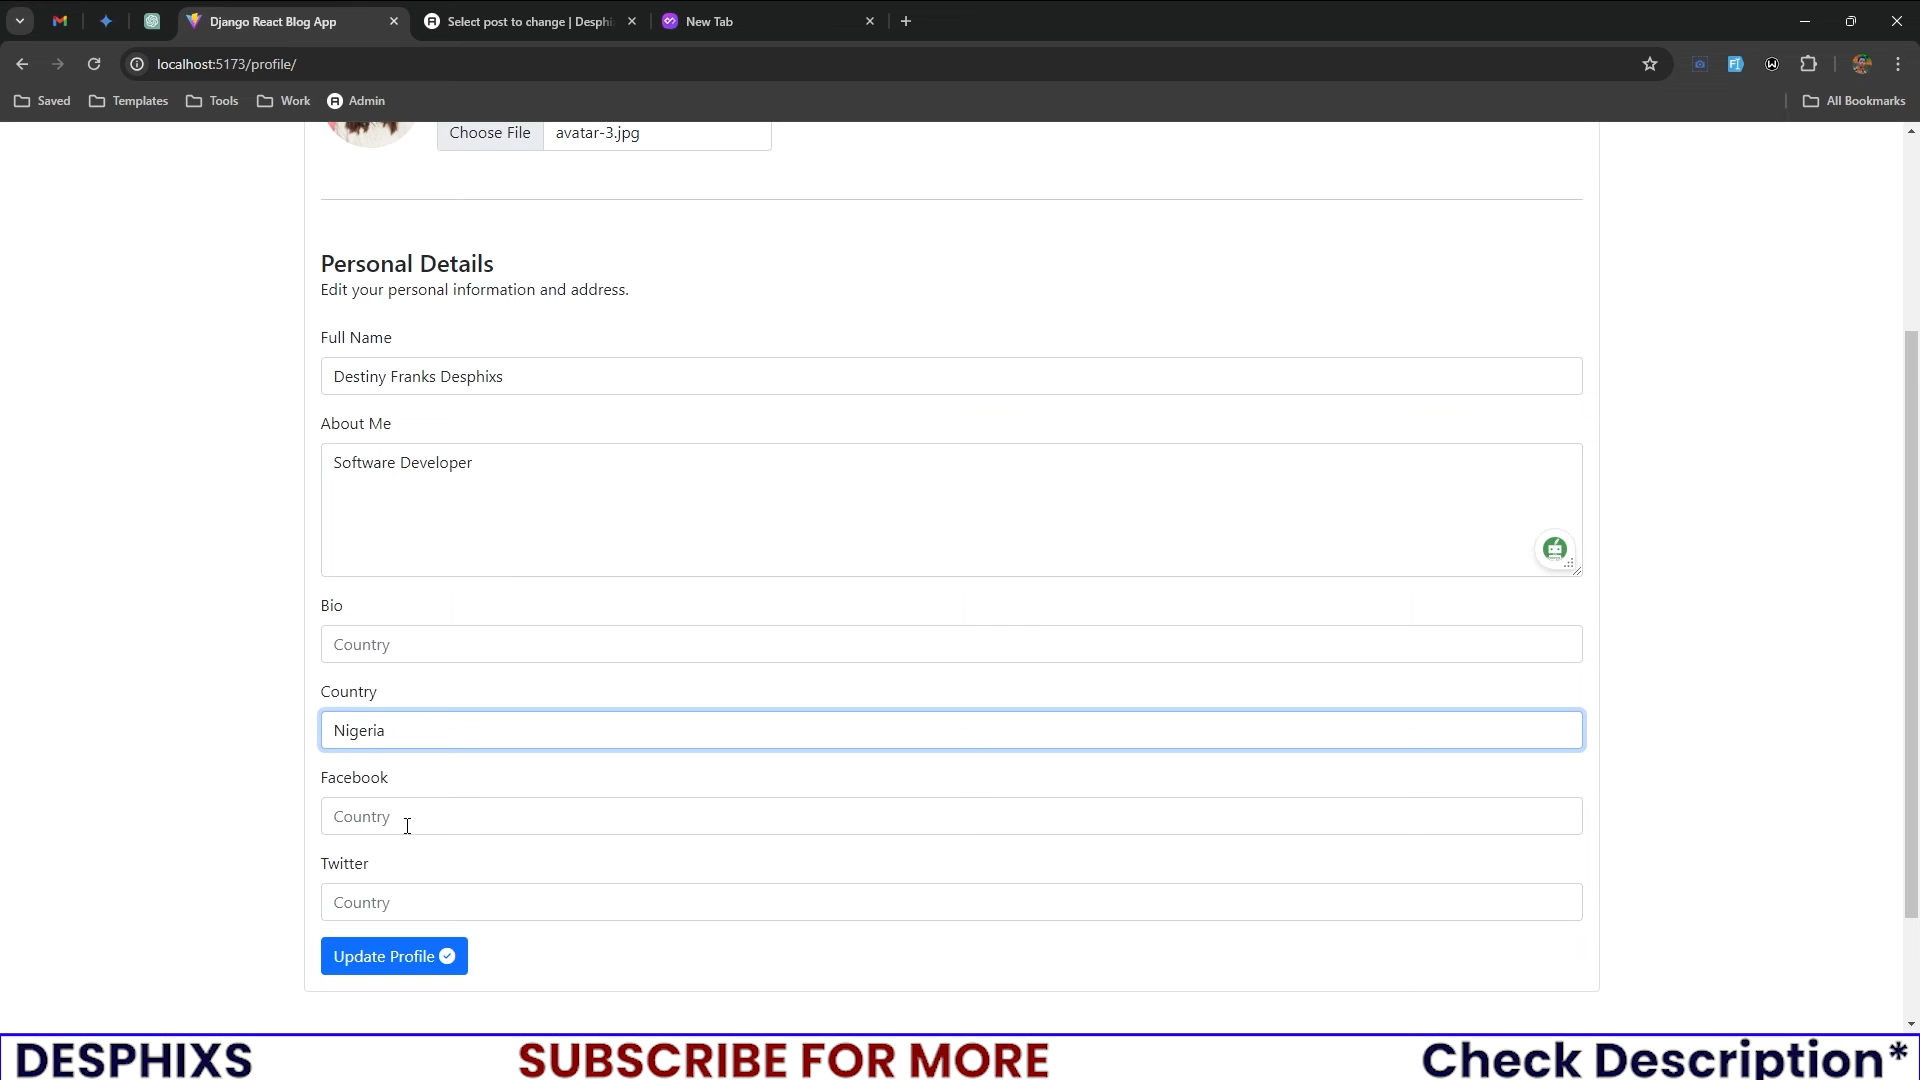 Django React Blog App
Select post to change | Desphi
New Tab
localhost:5173/profile/
Saved
Templates
Tools
Work
Admin
All Bookmarks
Choose File
avatar-3.jpg
Personal Details
Edit your personal information and address.
Full Name
Destiny Franks Desphixs
About Me
Software Developer
Bio
Country
Country
Nigeria
Facebook
Country
Twitter
Country
Update Profile
DESPHIXS
SUBSCRIBE FOR MORE
Check Description*